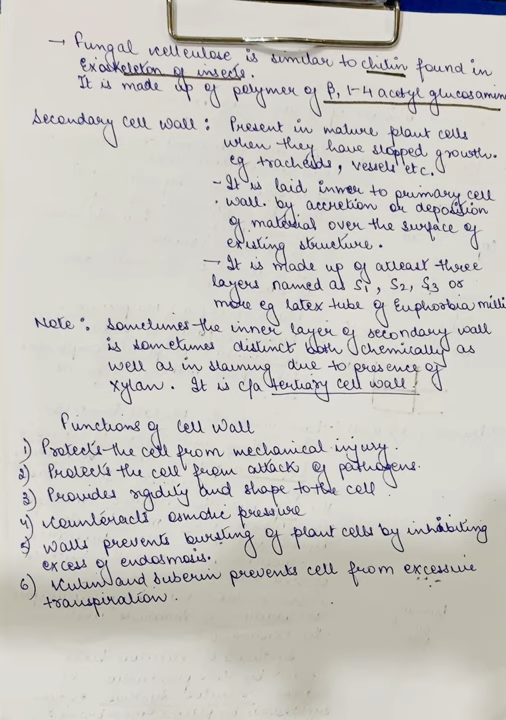 → Fungal cellulose is similar to chitin found in
Exoskeleton of insects.
It is made up of polymer of β, 1-4 acetyl glucosamin
Secondary cell wall : Present in mature plant cells
when they have stopped growth.
eg tracheids, vessels etc.
- It is laid inner to primary cell
wall by accretion or deposition
of material over the surface of
existing structure.
→ It is made up of atleast three
layers named as S1, S2, S3 or
more eg latex tube of Euphorbia milii
Note : Sometimes the inner layer of secondary wall
is sometimes distinct both chemically as
well as in staining due to presence of
xylan. It is c/a tertiary cell wall
Functions of Cell Wall
1) Protects the cell from mechanical injury.
2) Protects the cell from attack of pathogens.
3) Provides rigidity and shape to the cell
4) Counteracts osmotic pressure
5) Walls prevents bursting of plant cells by inhibiting
excess of endosmosis.
6) Cutin and Suberin prevents cell from excessive
transpiration.